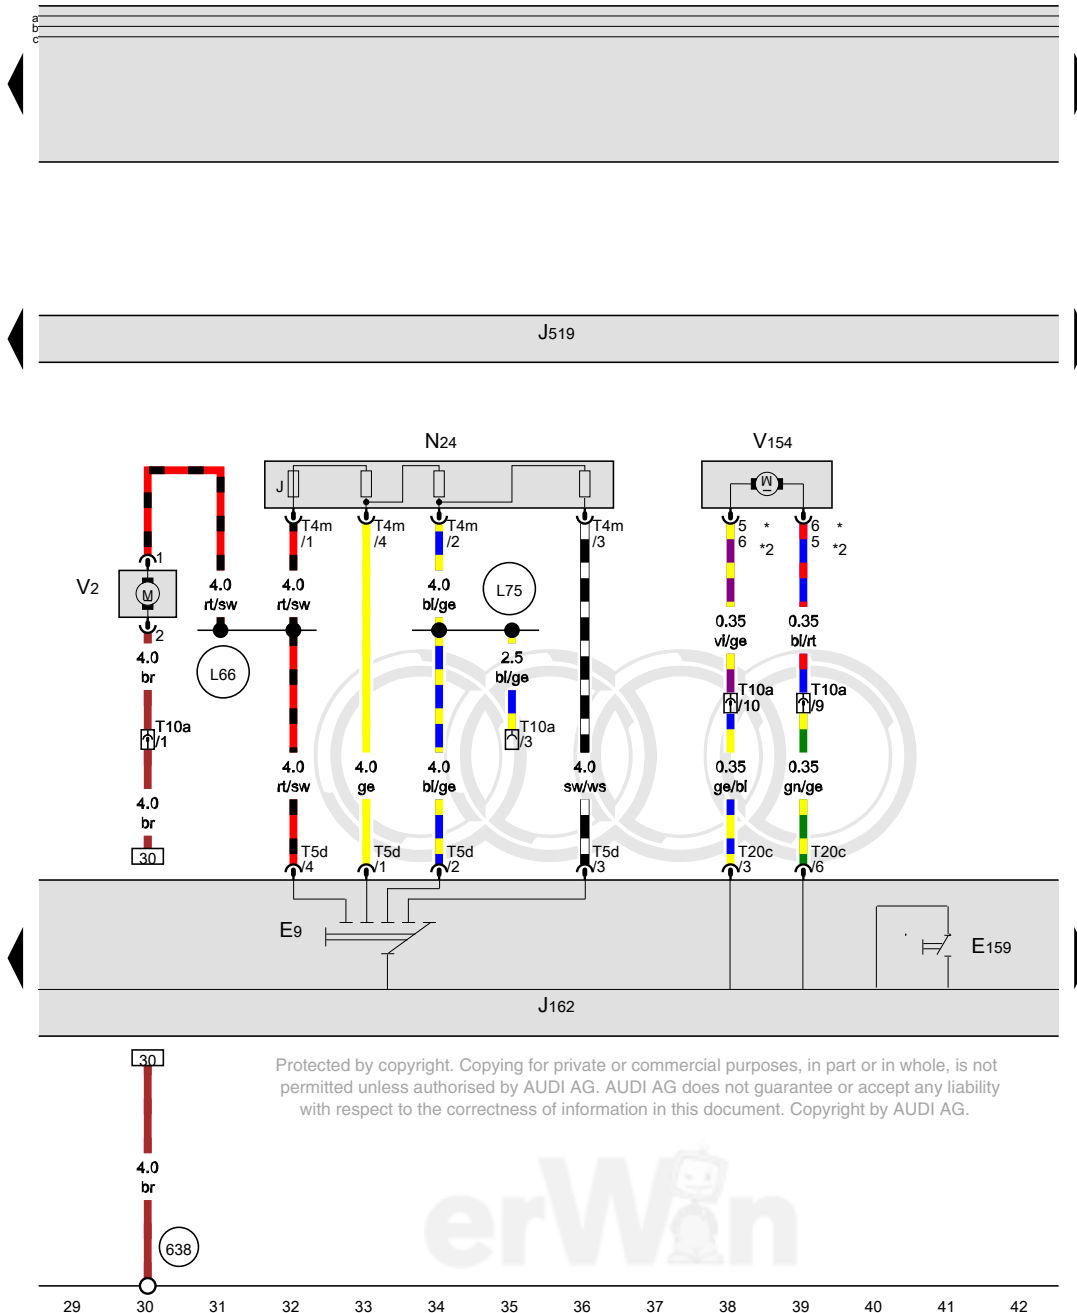 a
b
c
J519
N24
V154
J
M
T4m
/1
T4m
/4
T4m
/2
T4m
/3
5 *
6 *2
6 *
5 *2
1
V2
M
2
4.0
rt/sw
4.0
rt/sw
4.0
bl/ge
L75
0.35
vi/ge
0.35
bl/rt
4.0
br
L66
2.5
bl/ge
T10a
/1
T10a
/3
T10a
/10
T10a
/9
4.0
rt/sw
4.0
ge
4.0
bl/ge
4.0
sw/ws
0.35
ge/bl
0.35
gn/ge
4.0
br
30
T5d
/4
T5d
/1
T5d
/2
T5d
/3
T20c
/3
T20c
/6
E9
E159
J162
30
Protected by copyright. Copying for private or commercial purposes, in part or in whole, is not
permitted unless authorised by AUDI AG. AUDI AG does not guarantee or accept any liability
with respect to the correctness of information in this document. Copyright by AUDI AG.
4.0
br
erWin
638
29 30 31 32 33 34 35 36 37 38 39 40 41 42